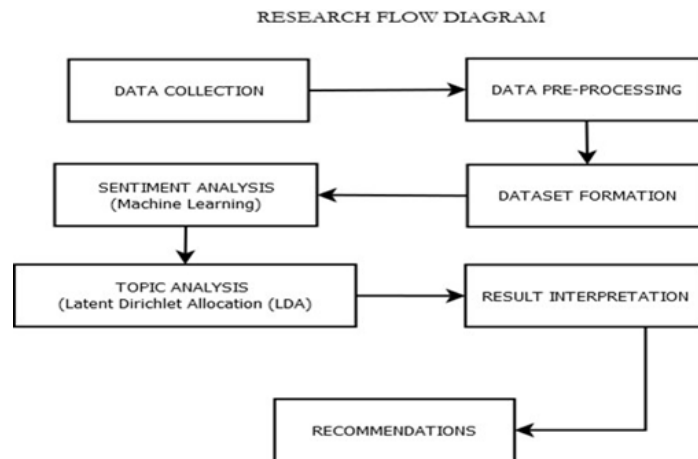 RESEARCH FLOW DIAGRAM
DATA COLLECTION
DATA PRE-PROCESSING
DATASET FORMATION
SENTIMENT ANALYSIS
(Machine Learning)
TOPIC ANALYSIS
(Latent Dirichlet Allocation (LDA)
RESULT INTERPRETATION
RECOMMENDATIONS